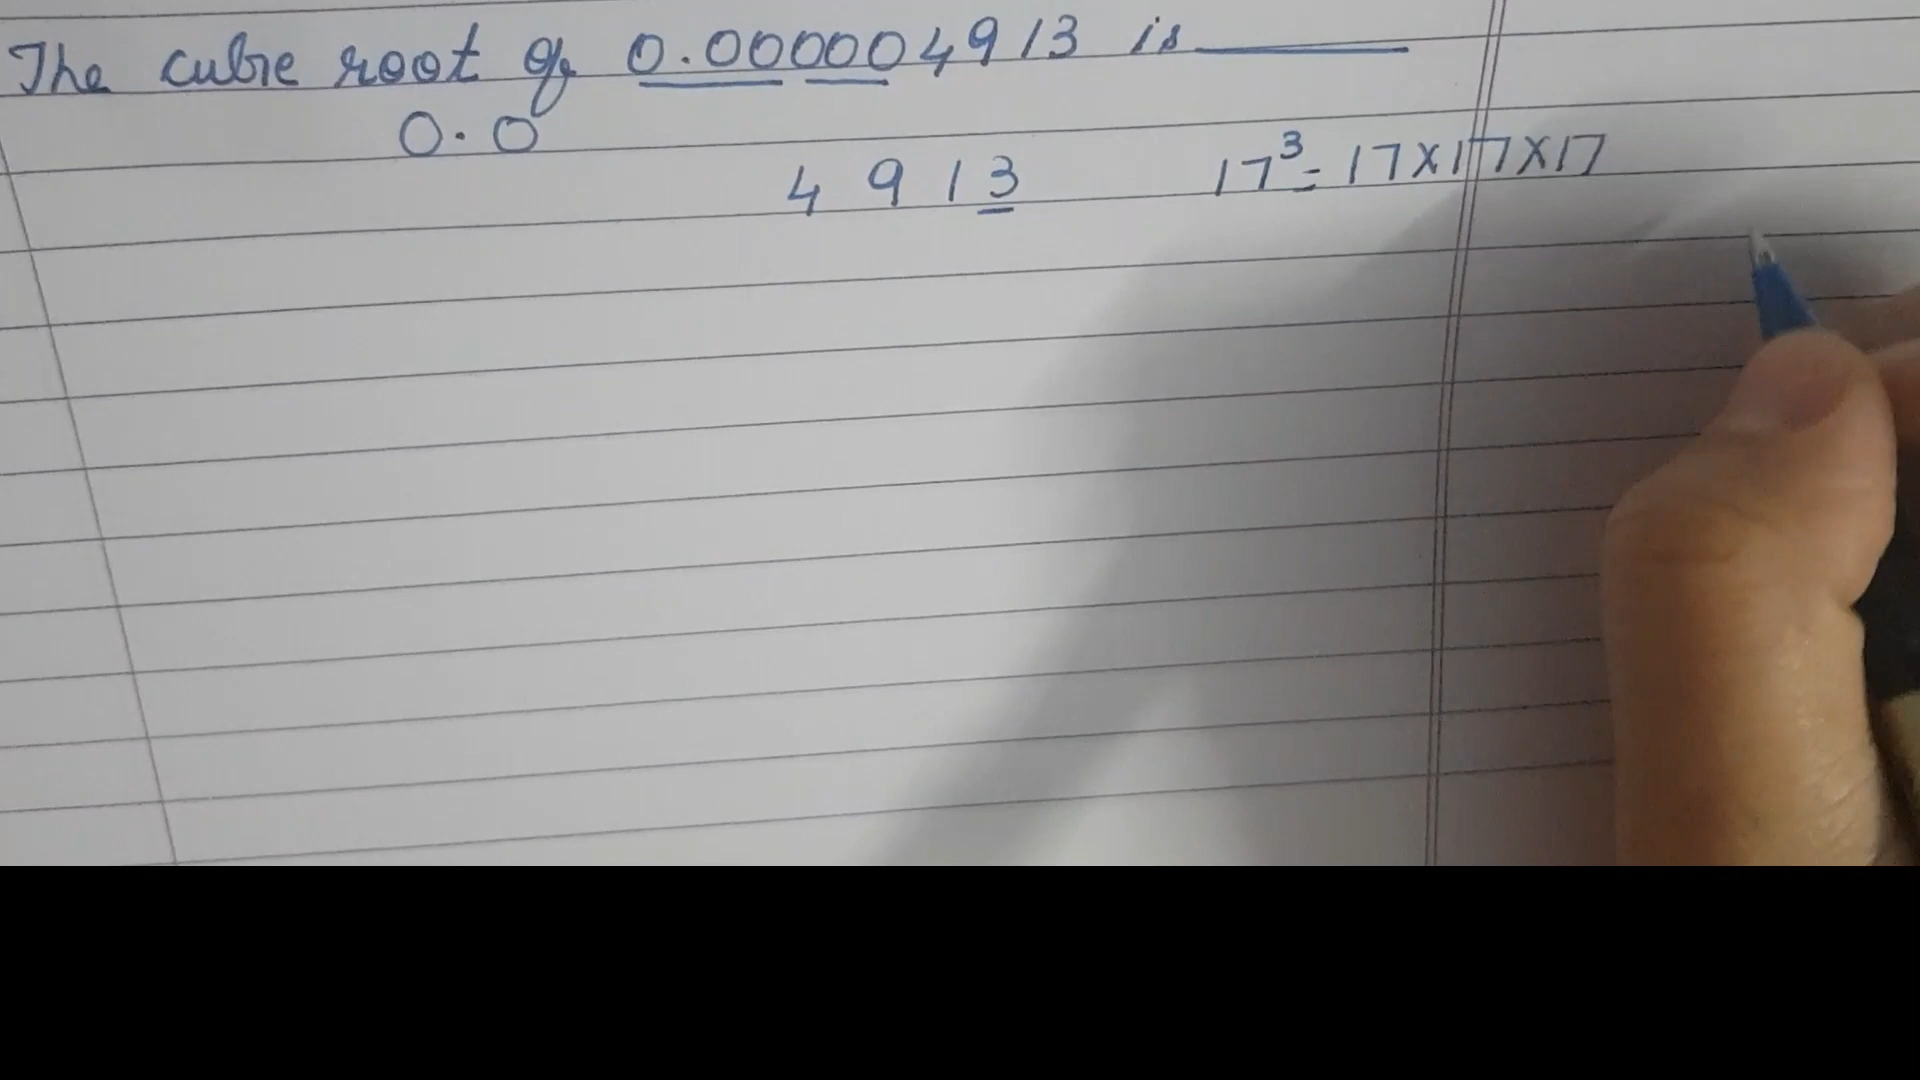 The cube root of 0.000004913 is
0.0
4 9 1 3 17³ = 17×17×17